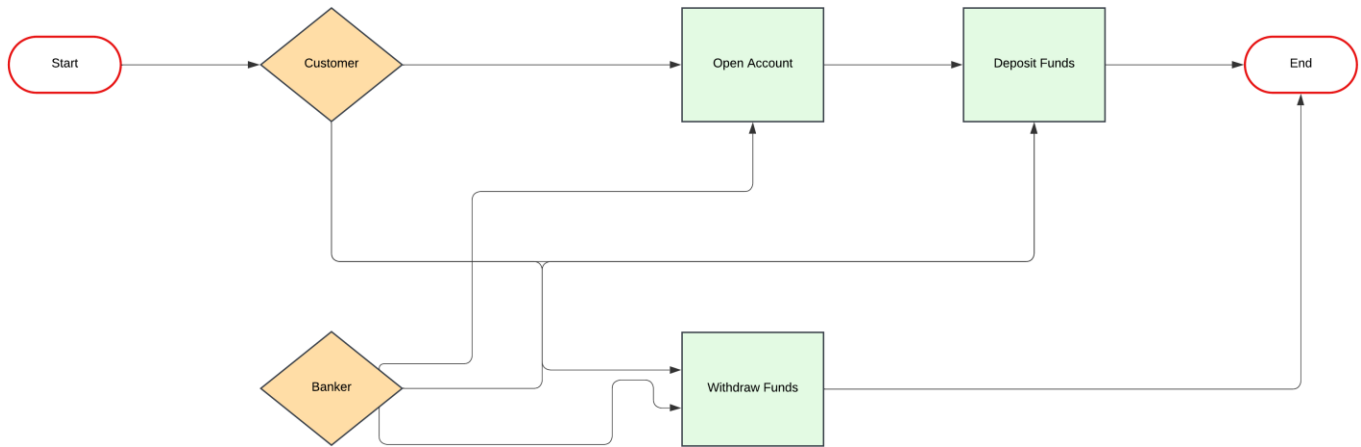 Start
Customer
Open Account
Deposit Funds
End
Banker
Withdraw Funds